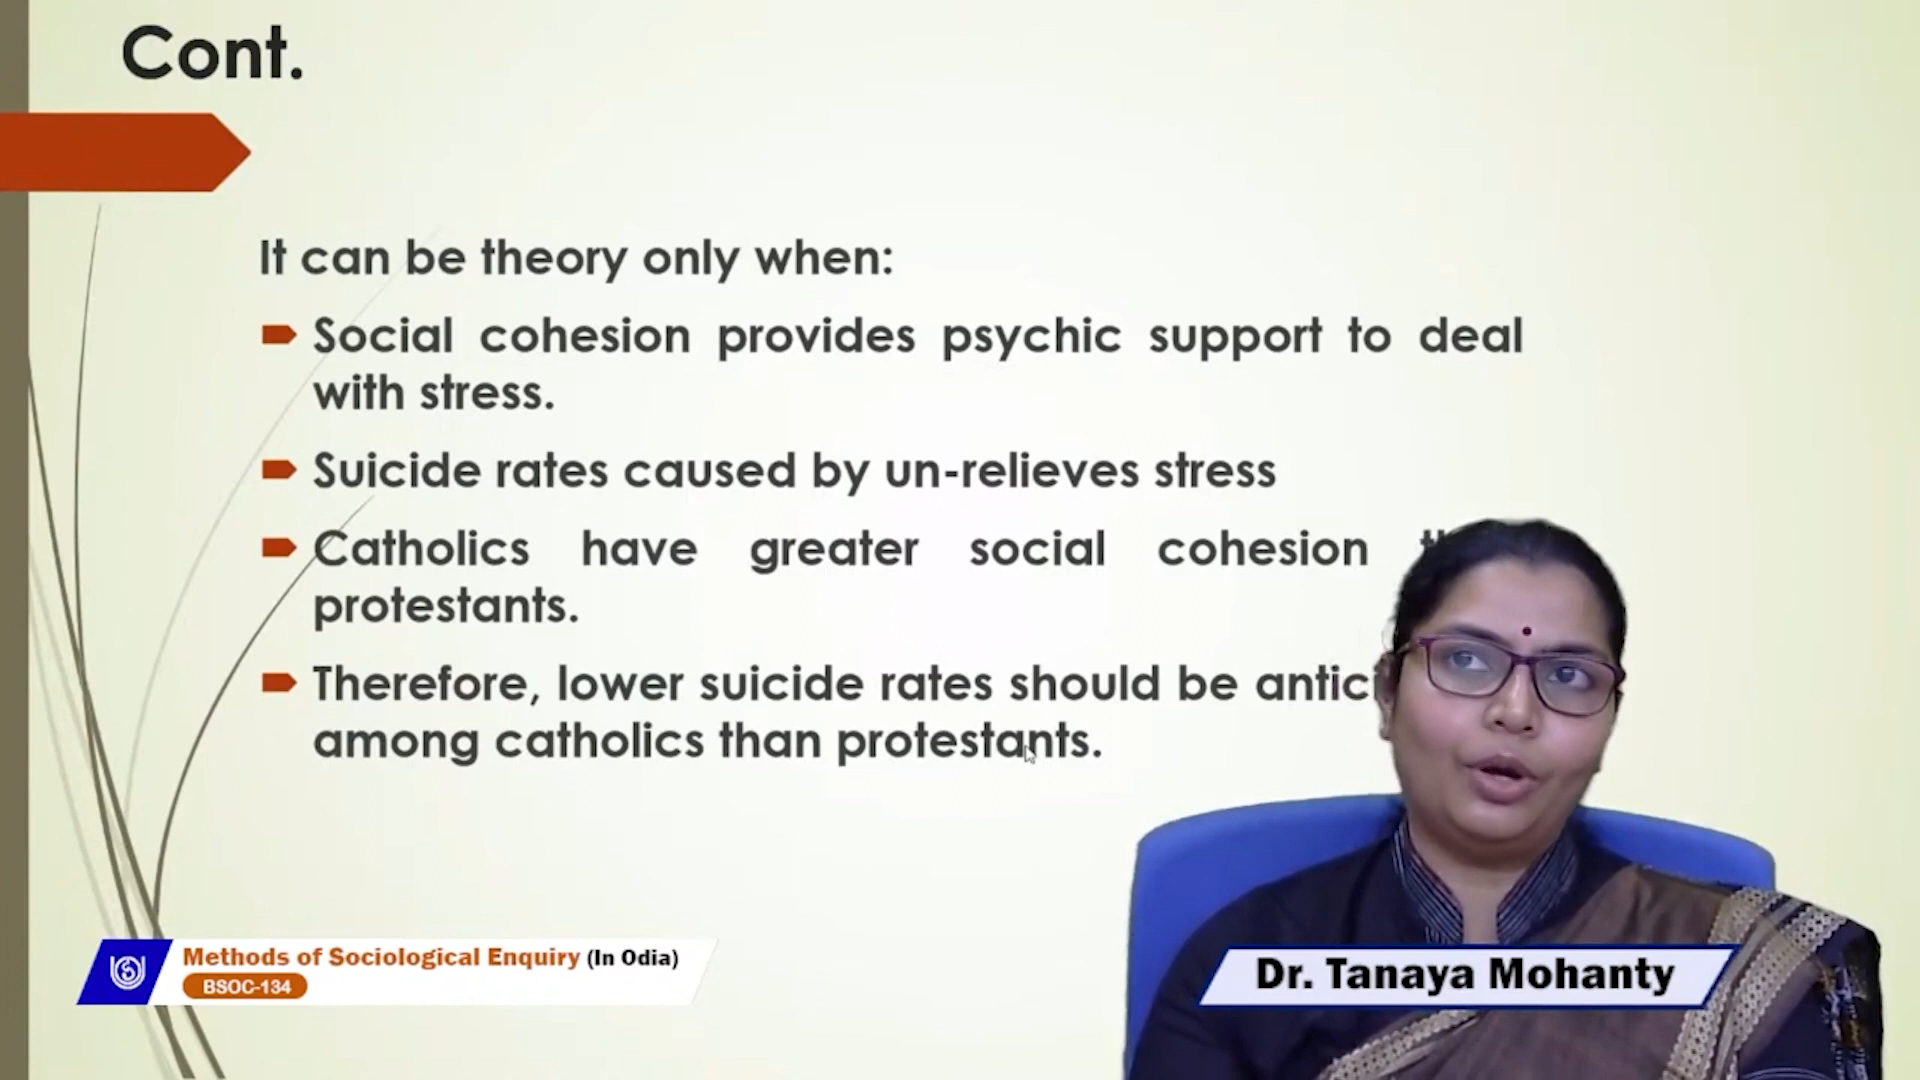 Cont.
It can be theory only when:
Social cohesion provides psychic support to deal
with stress.
Suicide rates caused by un-relieves stress
Catholics have greater social cohesion
protestants.
Therefore, lower suicide rates should be
among catholics than protestants.
Methods of Sociological Enquiry (In Odia)
BSOC-134
Dr. Tanaya Mohanty